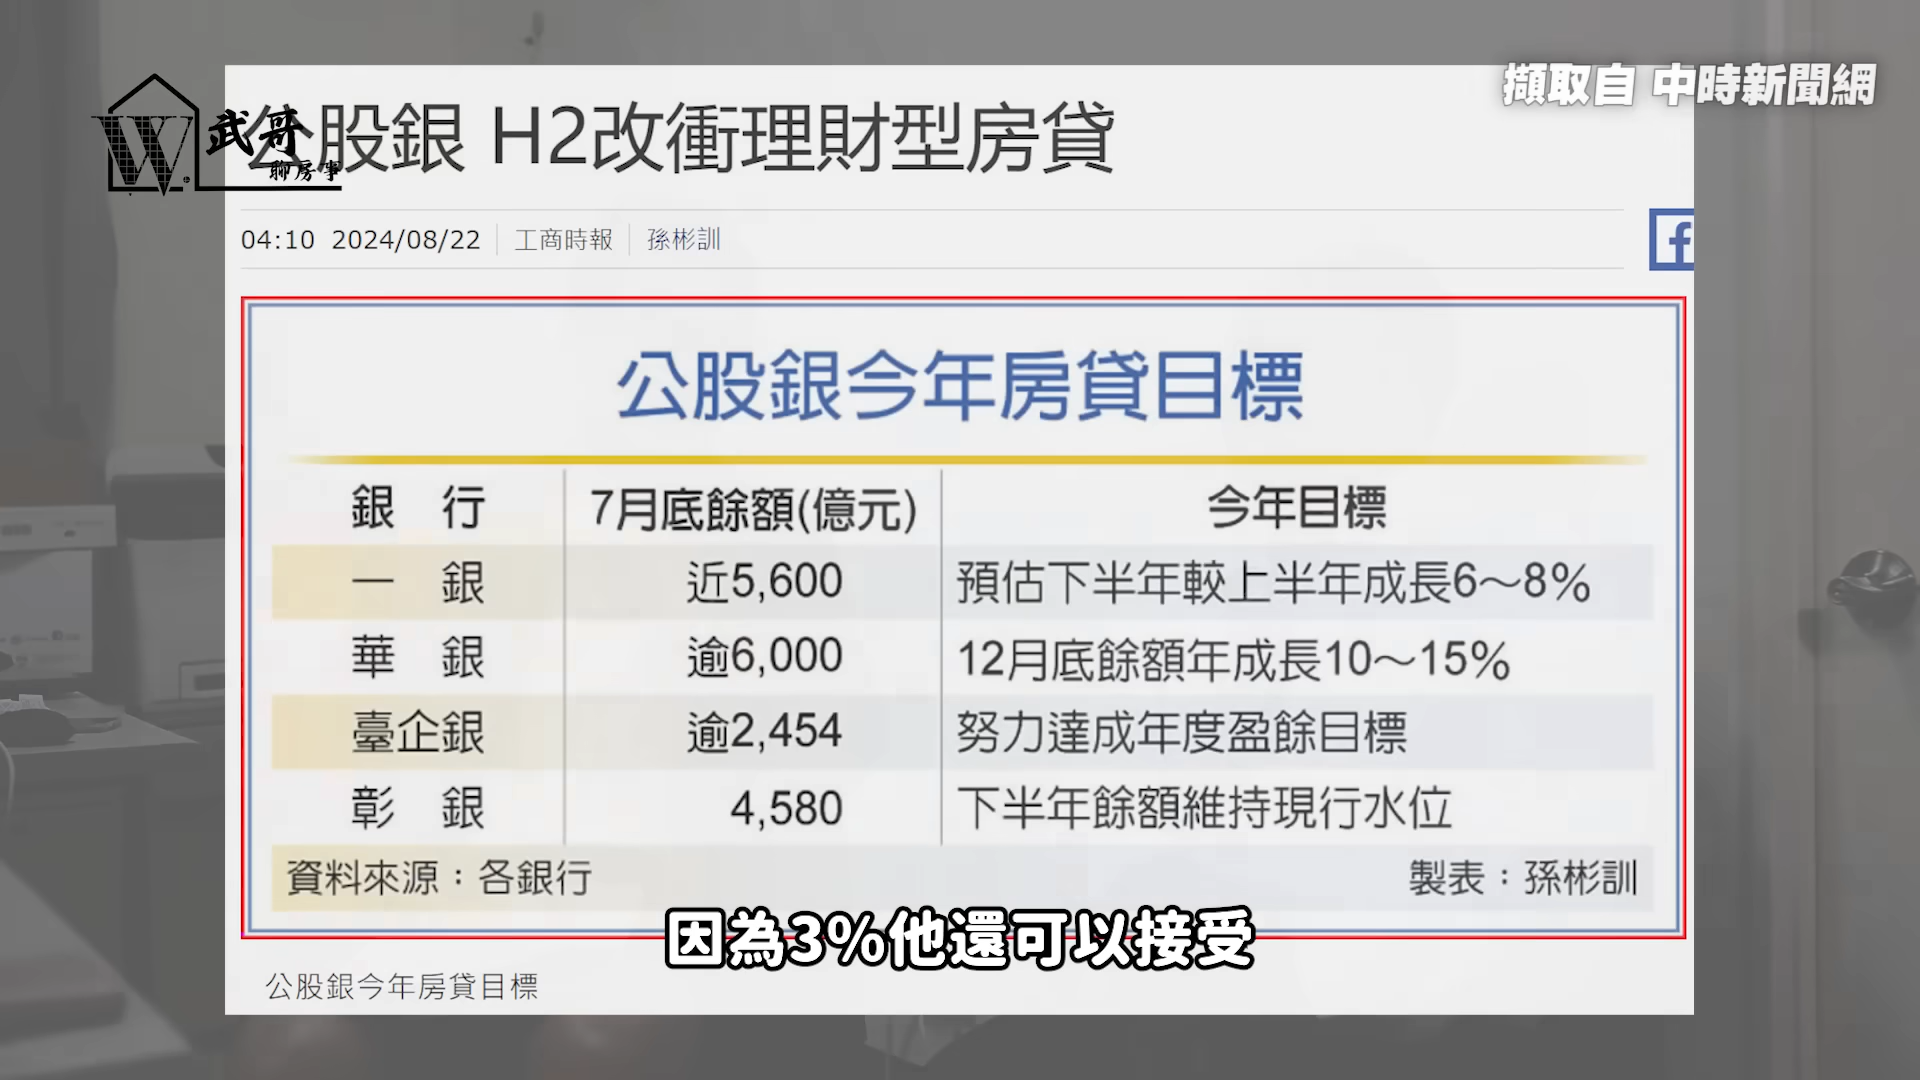 擷取自 中時新聞網
武哥
聊房事
公股銀 H2改衝理財型房貸
04:10 2024/08/22 工商時報 孫彬訓
公股銀今年房貸目標
銀 行 7月底餘額(億元) 今年目標
一 銀 近5,600 預估下半年較上半年成長6～8%
華 銀 逾6,000 12月底餘額年成長10～15%
臺企銀 逾2,454 努力達成年度盈餘目標
彰 銀 4,580 下半年餘額維持現行水位
資料來源：各銀行 製表：孫彬訓
因為3%他還可以接受
公股銀今年房貸目標